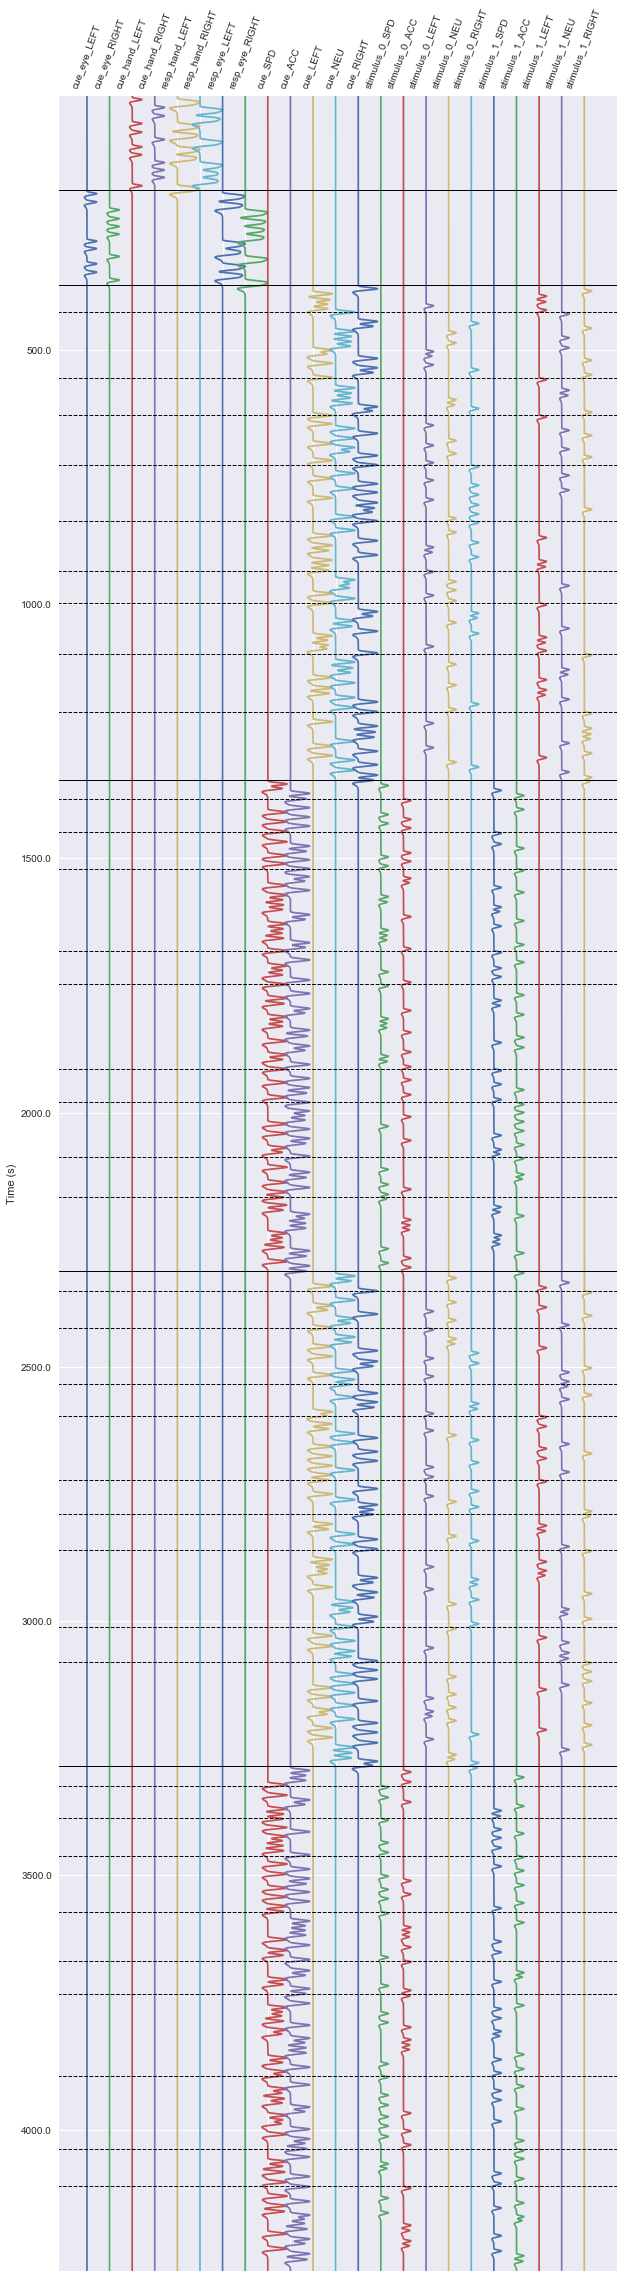 cue_eye_LEFT
cue_eye_RIGHT
cue_hand_LEFT
cue_hand_RIGHT
resp_hand_LEFT
resp_hand_RIGHT
resp_eye_LEFT
resp_eye_RIGHT
cue_SPD
cue_ACC
cue_LEFT
cue_NEU
cue_RIGHT
stimulus_0_SPD
stimulus_0_ACC
stimulus_0_LEFT
stimulus_0_NEU
stimulus_0_RIGHT
stimulus_1_SPD
stimulus_1_ACC
stimulus_1_LEFT
stimulus_1_NEU
stimulus_1_RIGHT
500.0
1000.0
1500.0
2000.0
Time (s)
2500.0
3000.0
3500.0
4000.0